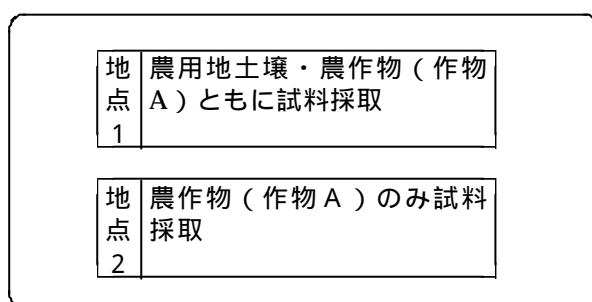 地点1
農用地土壌・農作物（作物
A）ともに試料採取
地点2
農作物（作物A）のみ試料
採取